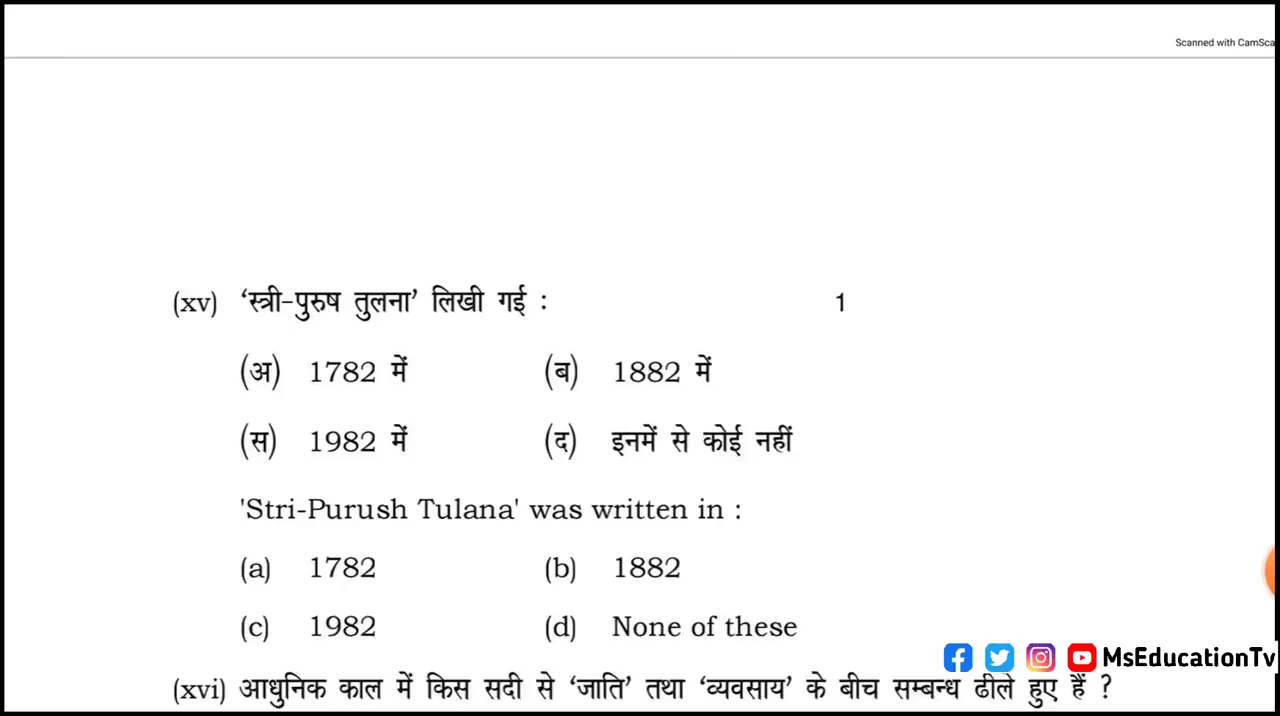 Scanned with CamSca
(xv) ‘स्त्री-पुरुष तुलना’ लिखी गई : 1
(अ) 1782 में (ब) 1882 में
(स) 1982 में (द) इनमें से कोई नहीं
'Stri-Purush Tulana' was written in :
(a) 1782 (b) 1882
(c) 1982 (d) None of these
MsEducationTv
(xvi) आधुनिक काल में किस सदी से ‘जाति’ तथा ‘व्यवसाय’ के बीच सम्बन्ध ढीले हुए हैं ?